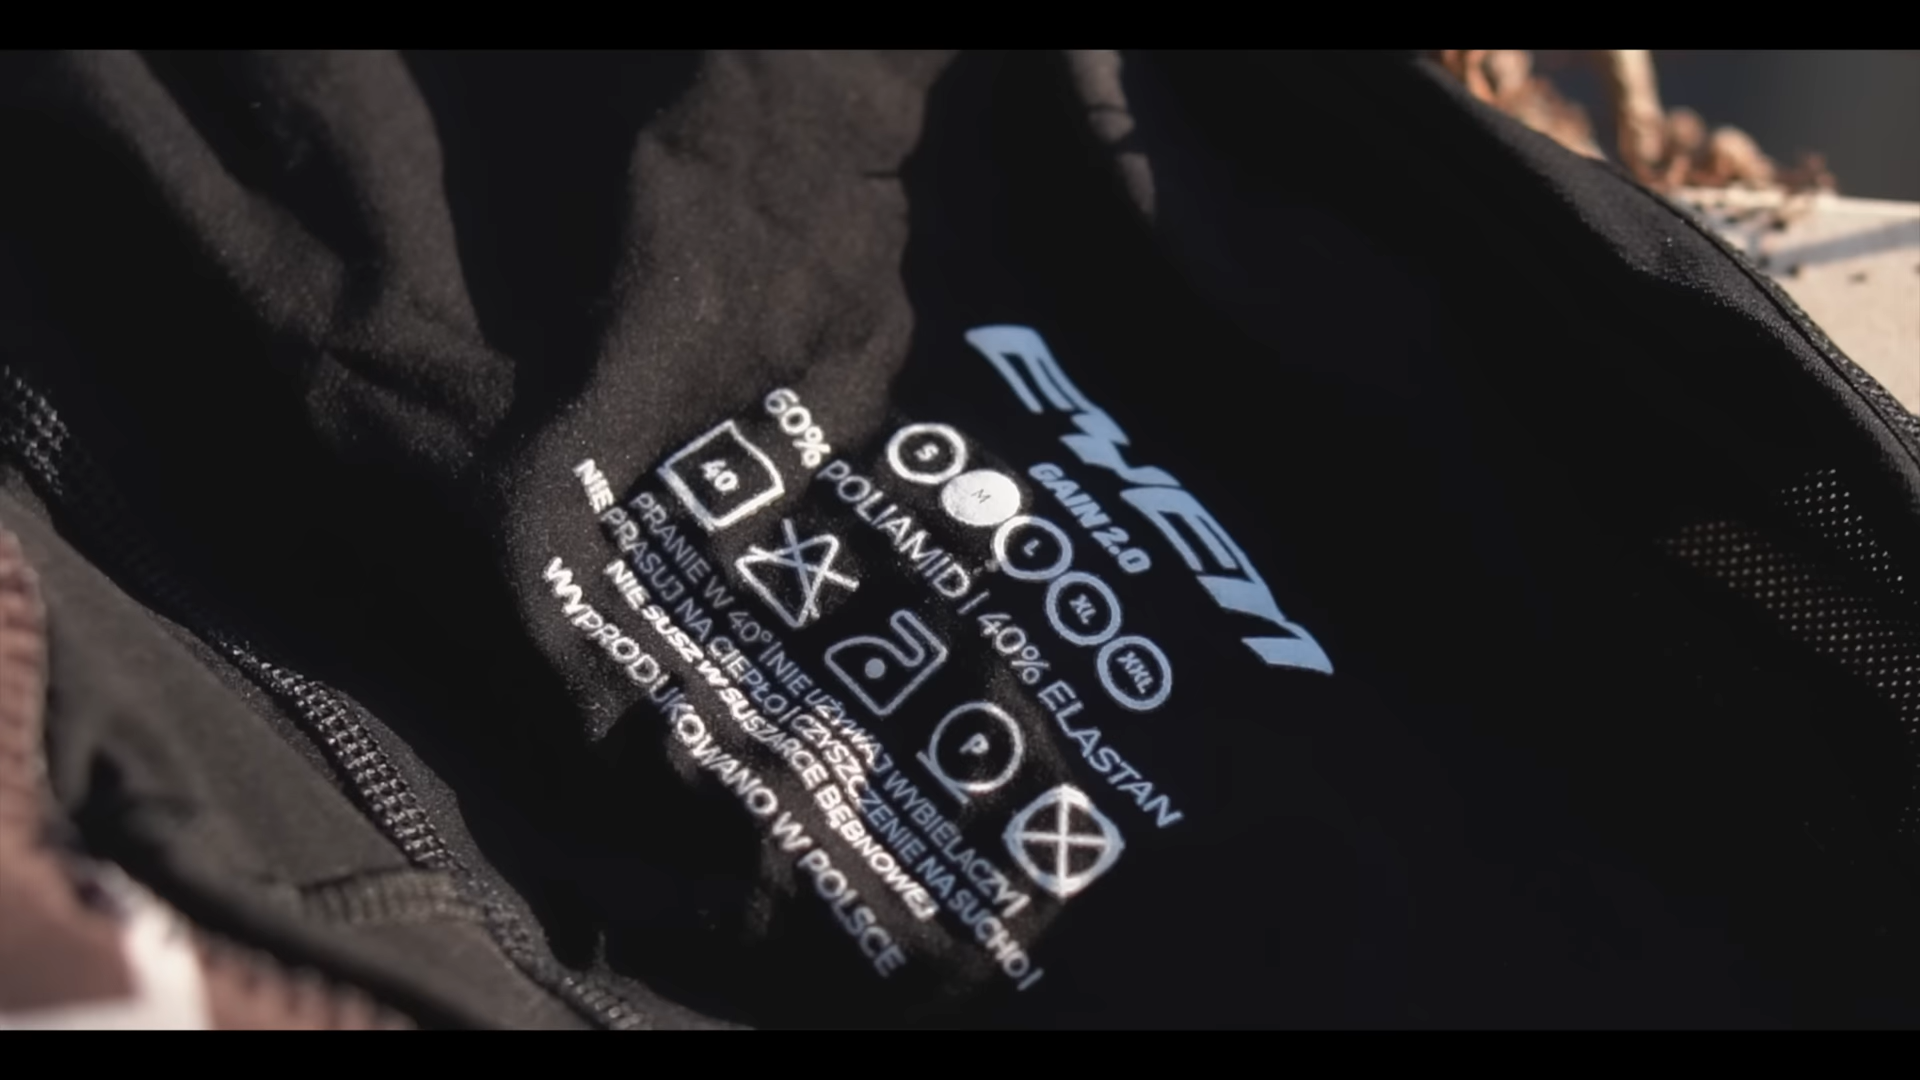 EWEN
GAIN 2.0
S M L XL XXL
60% POLIAMID | 40% ELASTAN
40
P
PRANIE W 40° | NIE UŻYWAJ WYBIELACZY |
NIE PRASUJ NA CIEPŁO | CZYSZCZENIE NA SUCHO |
NIE SUSZ W SUSZARCE BĘBNOWEJ
WYPRODUKOWANO W POLSCE